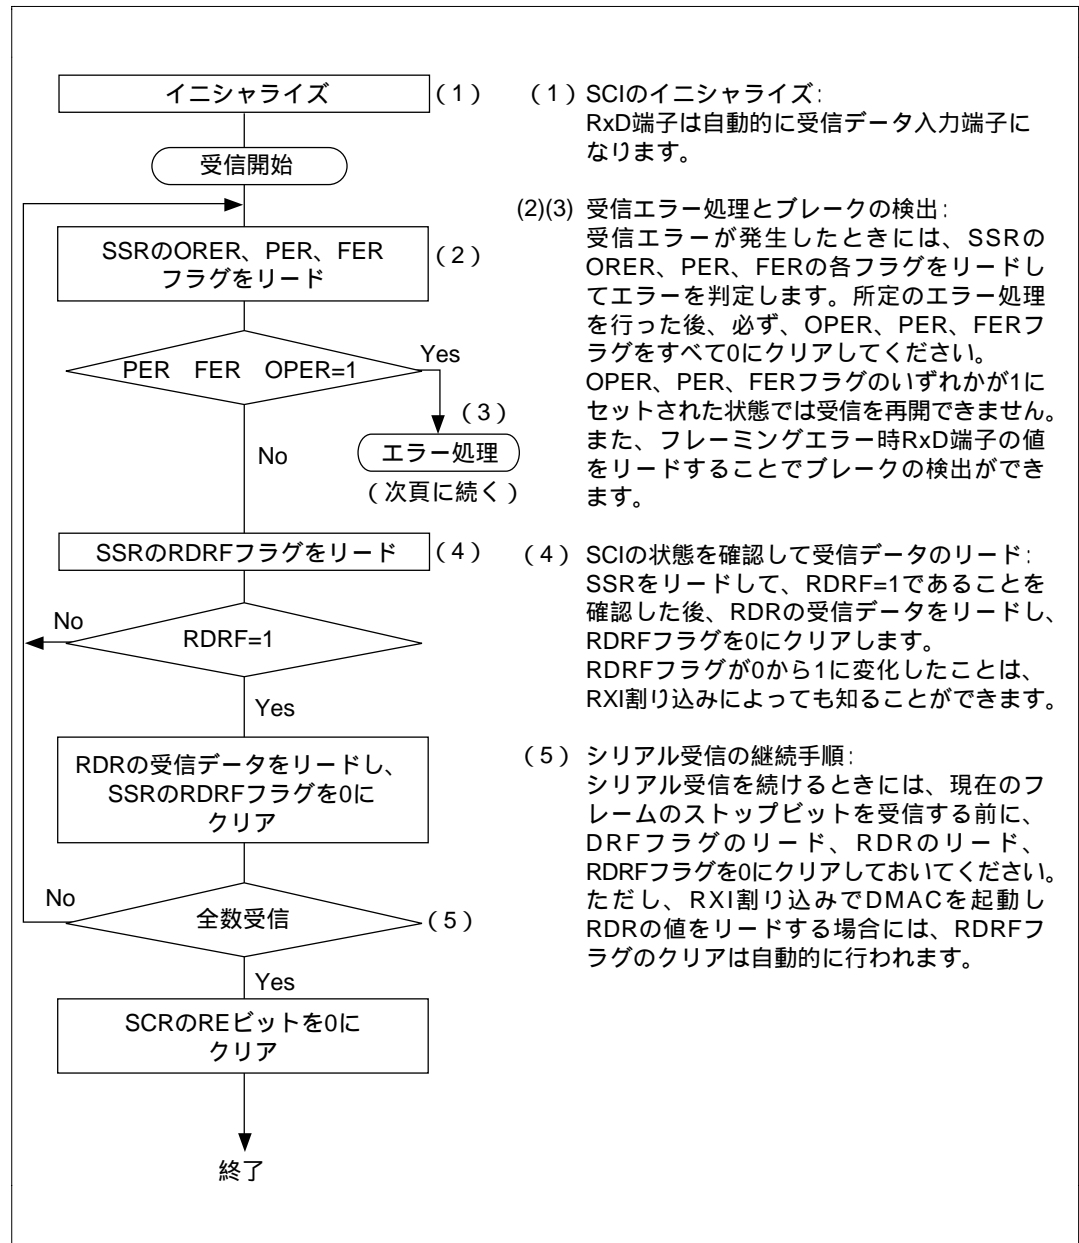 イニシャライズ
(1)
受信開始
SSRのORER、PER、FER
フラグをリード
(2)
PER FER OPER=1
Yes
(3)
エラー処理
(次頁に続く)
No
SSRのRDRFフラグをリード
(4)
No
RDRF=1
Yes
RDRの受信データをリードし、
SSRのRDRFフラグを0に
クリア
No
全数受信
(5)
Yes
SCRのREビットを0に
クリア
終了
(1) SCIのイニシャライズ:
RxD端子は自動的に受信データ入力端子に
なります。
(2)(3) 受信エラー処理とブレークの検出:
受信エラーが発生したときには、SSRの
ORER、PER、FERの各フラグをリードし
てエラーを判定します。所定のエラー処理
を行った後、必ず、OPER、PER、FERフ
ラグをすべて0にクリアしてください。
OPER、PER、FERフラグのいずれかが1に
セットされた状態では受信を再開できません。
また、フレーミングエラー時RxD端子の値
をリードすることでブレークの検出ができ
ます。
(4) SCIの状態を確認して受信データのリード:
SSRをリードして、RDRF=1であることを
確認した後、RDRの受信データをリードし、
RDRFフラグを0にクリアします。
RDRFフラグが0から1に変化したことは、
RXI割り込みによっても知ることができます。
(5) シリアル受信の継続手順:
シリアル受信を続けるときには、現在のフ
レームのストップビットを受信する前に、
DRFフラグのリード、RDRのリード、
RDRFフラグを0にクリアしておいてください。
ただし、RXI割り込みでDMACを起動し
RDRの値をリードする場合には、RDRFフ
ラグのクリアは自動的に行われます。